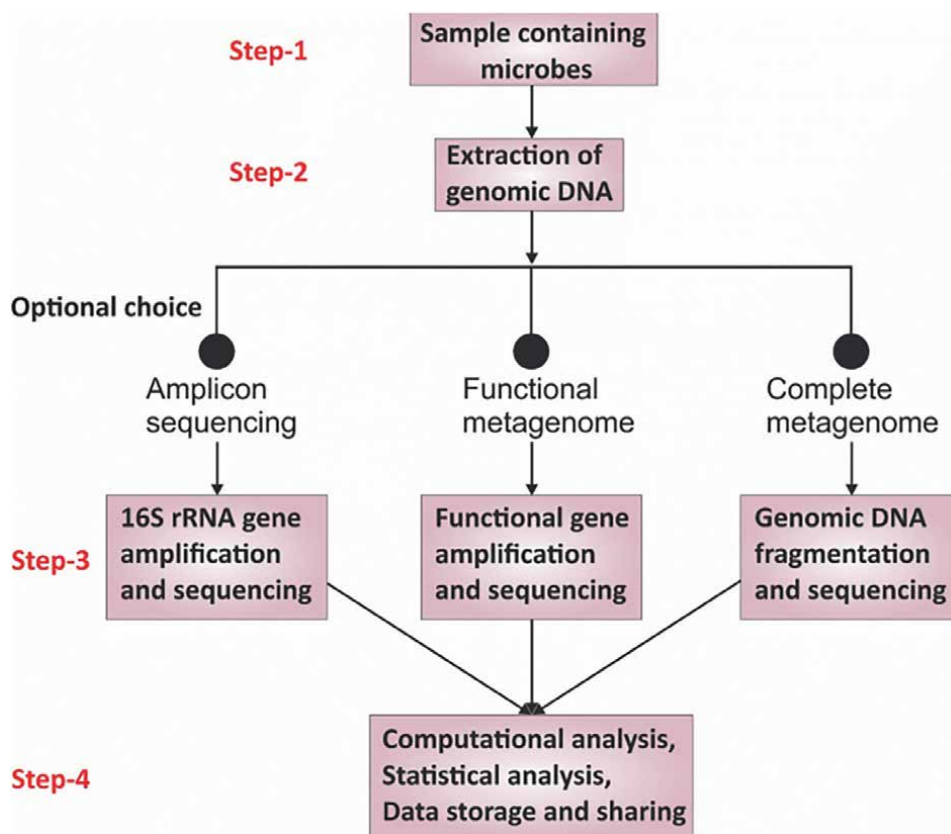 Step-1
Sample containing
microbes
Step-2
Extraction of
genomic DNA
Optional choice
Amplicon
sequencing
Functional
metagenome
Complete
metagenome
Step-3
16S rRNA gene
amplification
and sequencing
Functional gene
amplification
and sequencing
Genomic DNA
fragmentation
and sequencing
Step-4
Computational analysis,
Statistical analysis,
Data storage and sharing